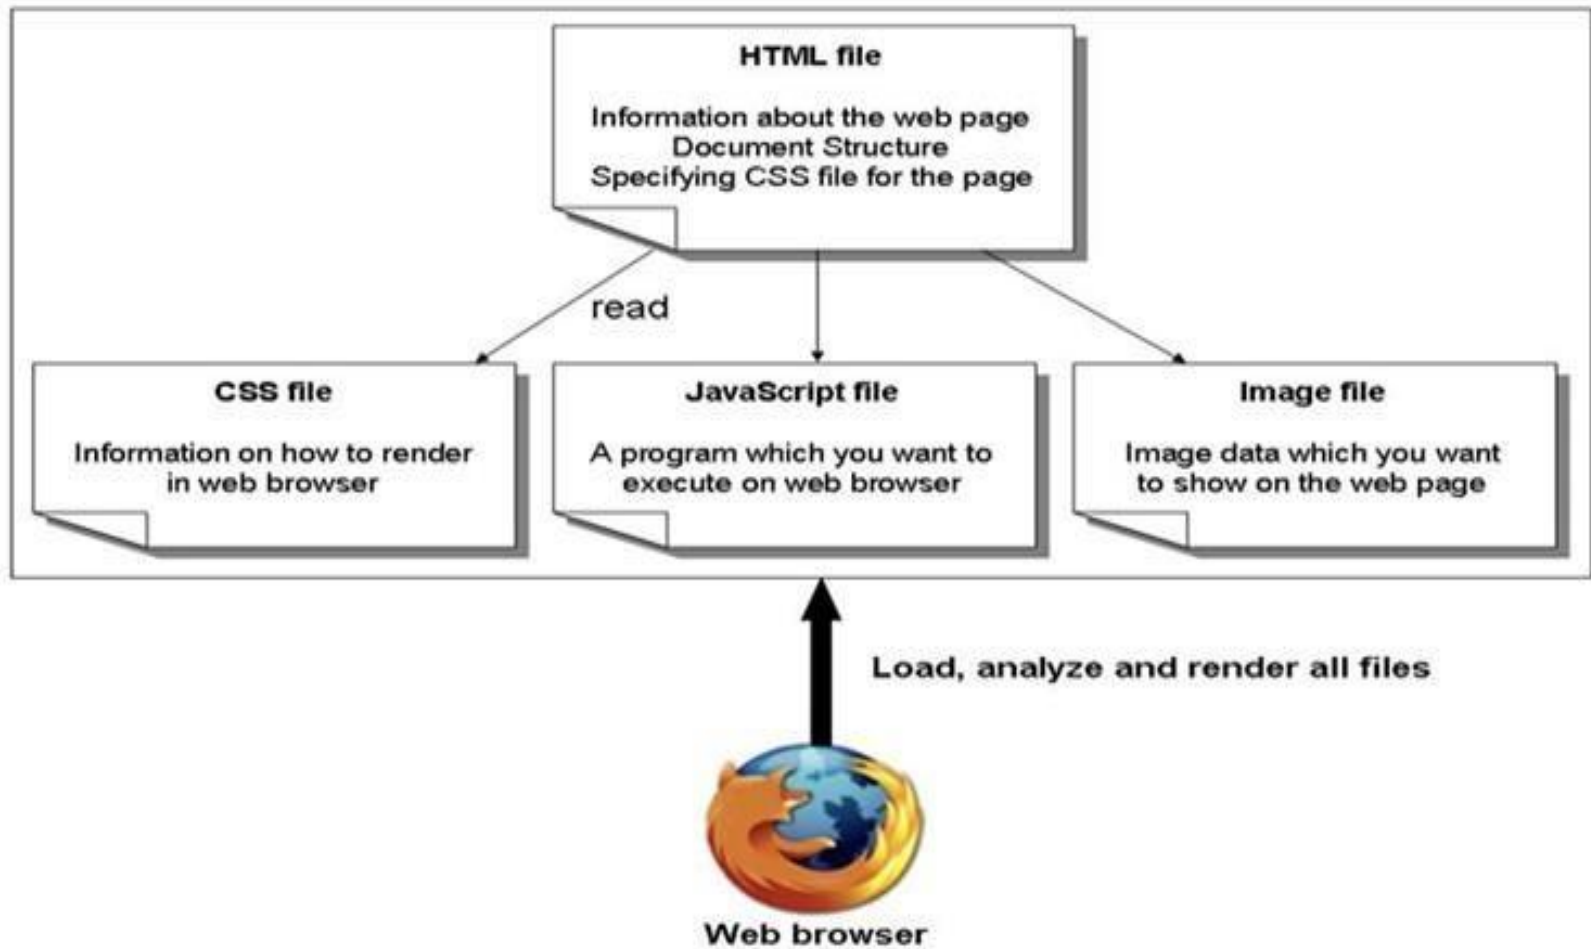 HTML file
Information about the web page
Document Structure
Specifying CSS file for the page
read
CSS file
Information on how to render
in web browser
JavaScript file
A program which you want to
execute on web browser
Image file
Image data which you want
to show on the web page
Load, analyze and render all files
Web browser